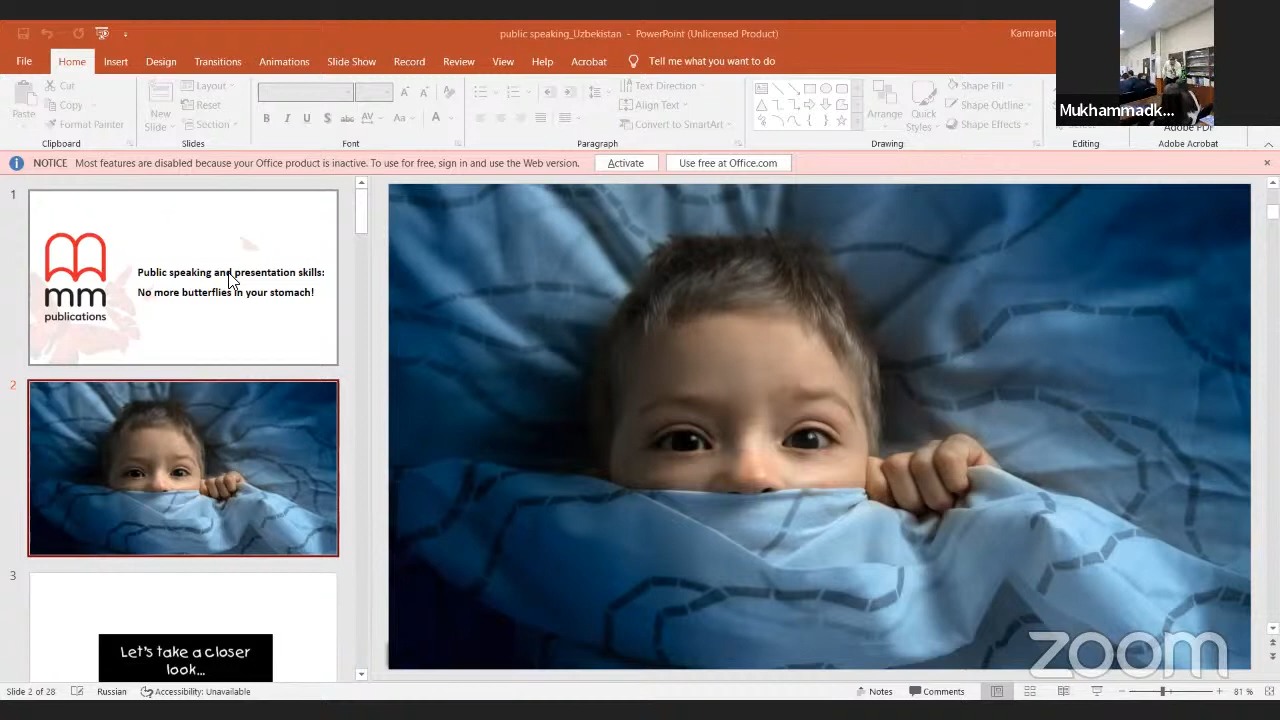 public speaking_Uzbekistan - PowerPoint (Unlicensed Product)
Kamrambe
File Home Insert Design Slide Show Transitions Animations Slide Show Record Review View Help Acrobat Tell me what you want to do
Cut
Copy
Format Painter
Paste
Clipboard
New Slide
Layout
Reset
Section
Slides
Font
Text Direction
Align Text
Convert to SmartArt
Paragraph
Arrange
Quick Styles
Shape Fill
Shape Outline
Shape Effects
Drawing
Editing
Adobe PDF
Adobe Acrobat
Mukhammadk...
NOTICE Most features are disabled because your Office product is inactive. To use for free, sign in and use the Web version. Activate Use free at Office.com
1
mm
publications
Public speaking and presentation skills:
No more butterflies in your stomach!
2
3
Let's take a closer
look...
zoom
Slide 2 of 28 Russian Accessibility: Unavailable Notes Comments 81 %